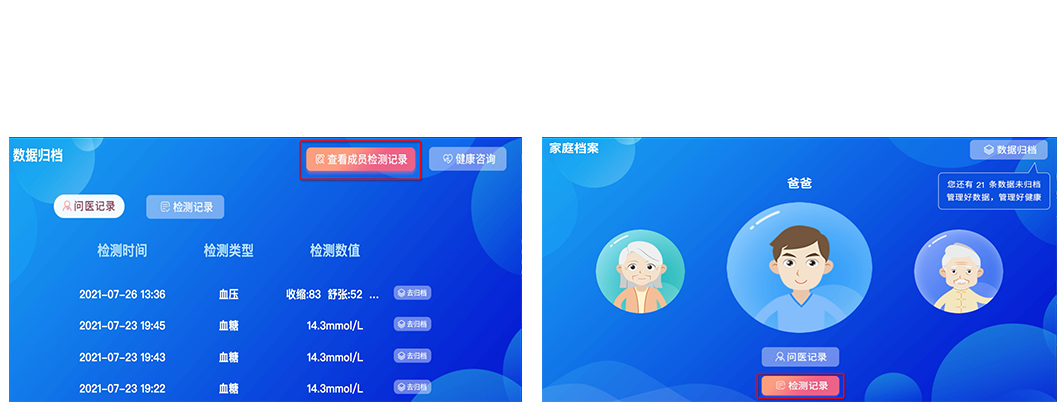 数据归档
查看成员检测记录
健康咨询
问医记录
检测记录
检测时间 检测类型 检测数值
2021-07-26 13:36 血压 收缩:83 舒张:52 ... 去归档
2021-07-23 19:45 血糖 14.3mmol/L 去归档
2021-07-23 19:43 血糖 14.3mmol/L 去归档
2021-07-23 19:22 血糖 14.3mmol/L 去归档
家庭档案
数据归档
您还有 21 条数据未归档
管理好数据，管理好健康
爸爸
问医记录
检测记录